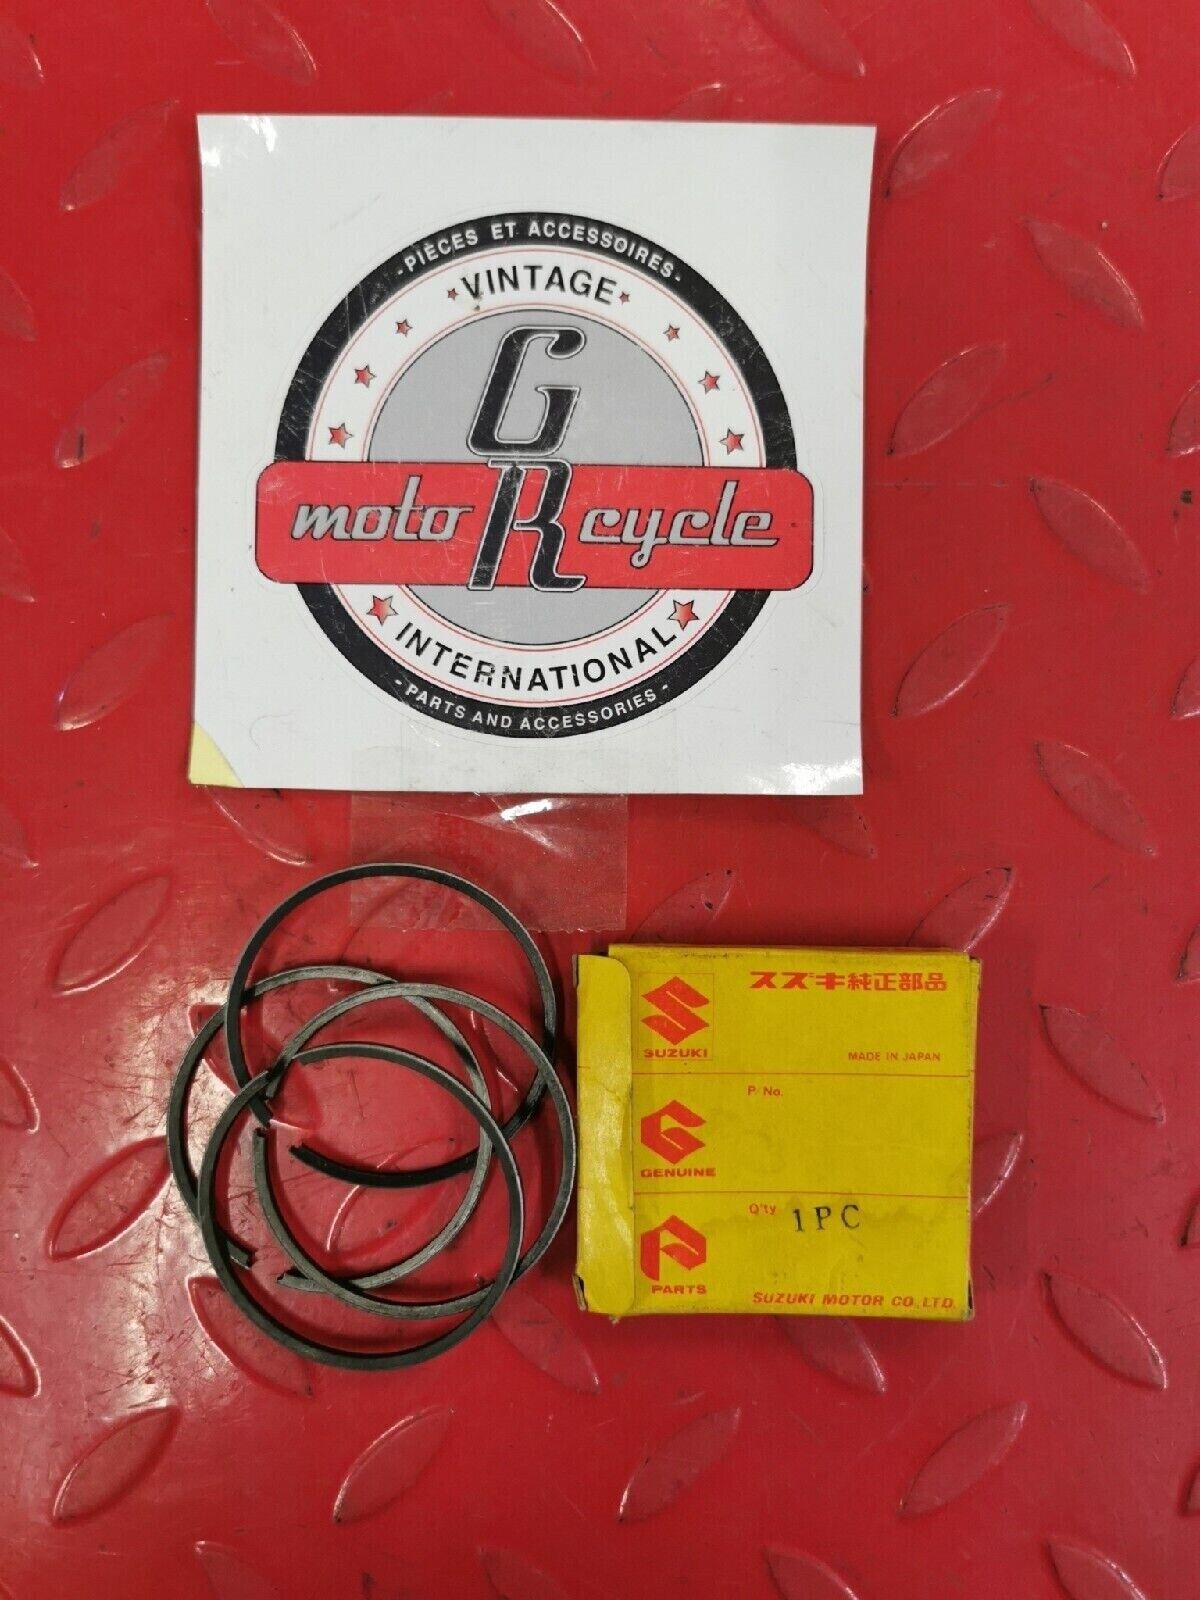 - PIÈCES ET ACCESSOIRES -
VINTAGE
G
moto R cycle
INTERNATIONAL
- PARTS AND ACCESSORIES -
スズキ純正部品
SUZUKI
MADE IN JAPAN
P/No.
GENUINE
Q'ty 1PC
PARTS
SUZUKI MOTOR CO.,LTD.